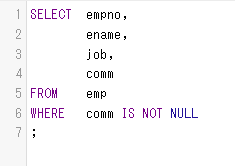 1 SELECT empno,
2 ename,
3 job,
4 comm
5 FROM emp
6 WHERE comm IS NOT NULL
7 ;